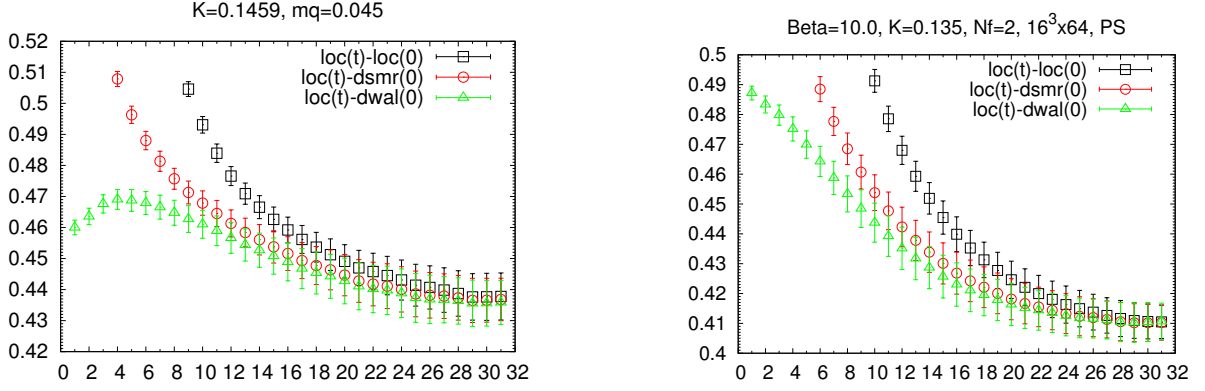 K=0.1459, mq=0.045
0.52
0.51
0.5
0.49
0.48
0.47
0.46
0.45
0.44
0.43
0.42
0 2 4 6 8 10 12 14 16 18 20 22 24 26 28 30 32
loc(t)-loc(0)
loc(t)-dsmr(0)
loc(t)-dwal(0)
Beta=10.0, K=0.135, Nf=2, 16^3x64, PS
0.5
0.49
0.48
0.47
0.46
0.45
0.44
0.43
0.42
0.41
0.4
0 2 4 6 8 10 12 14 16 18 20 22 24 26 28 30 32
loc(t)-loc(0)
loc(t)-dsmr(0)
loc(t)-dwal(0)